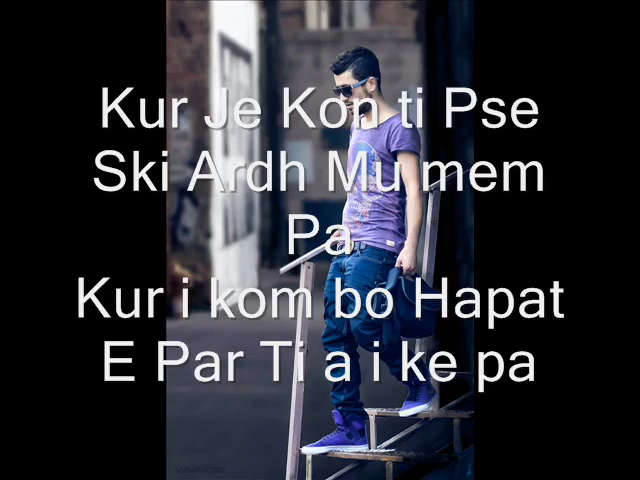 Kur Je Kon ti Pse
Ski Ardh Mu mem
Pa
Kur i kom bo Hapat
E Par Ti a i ke pa